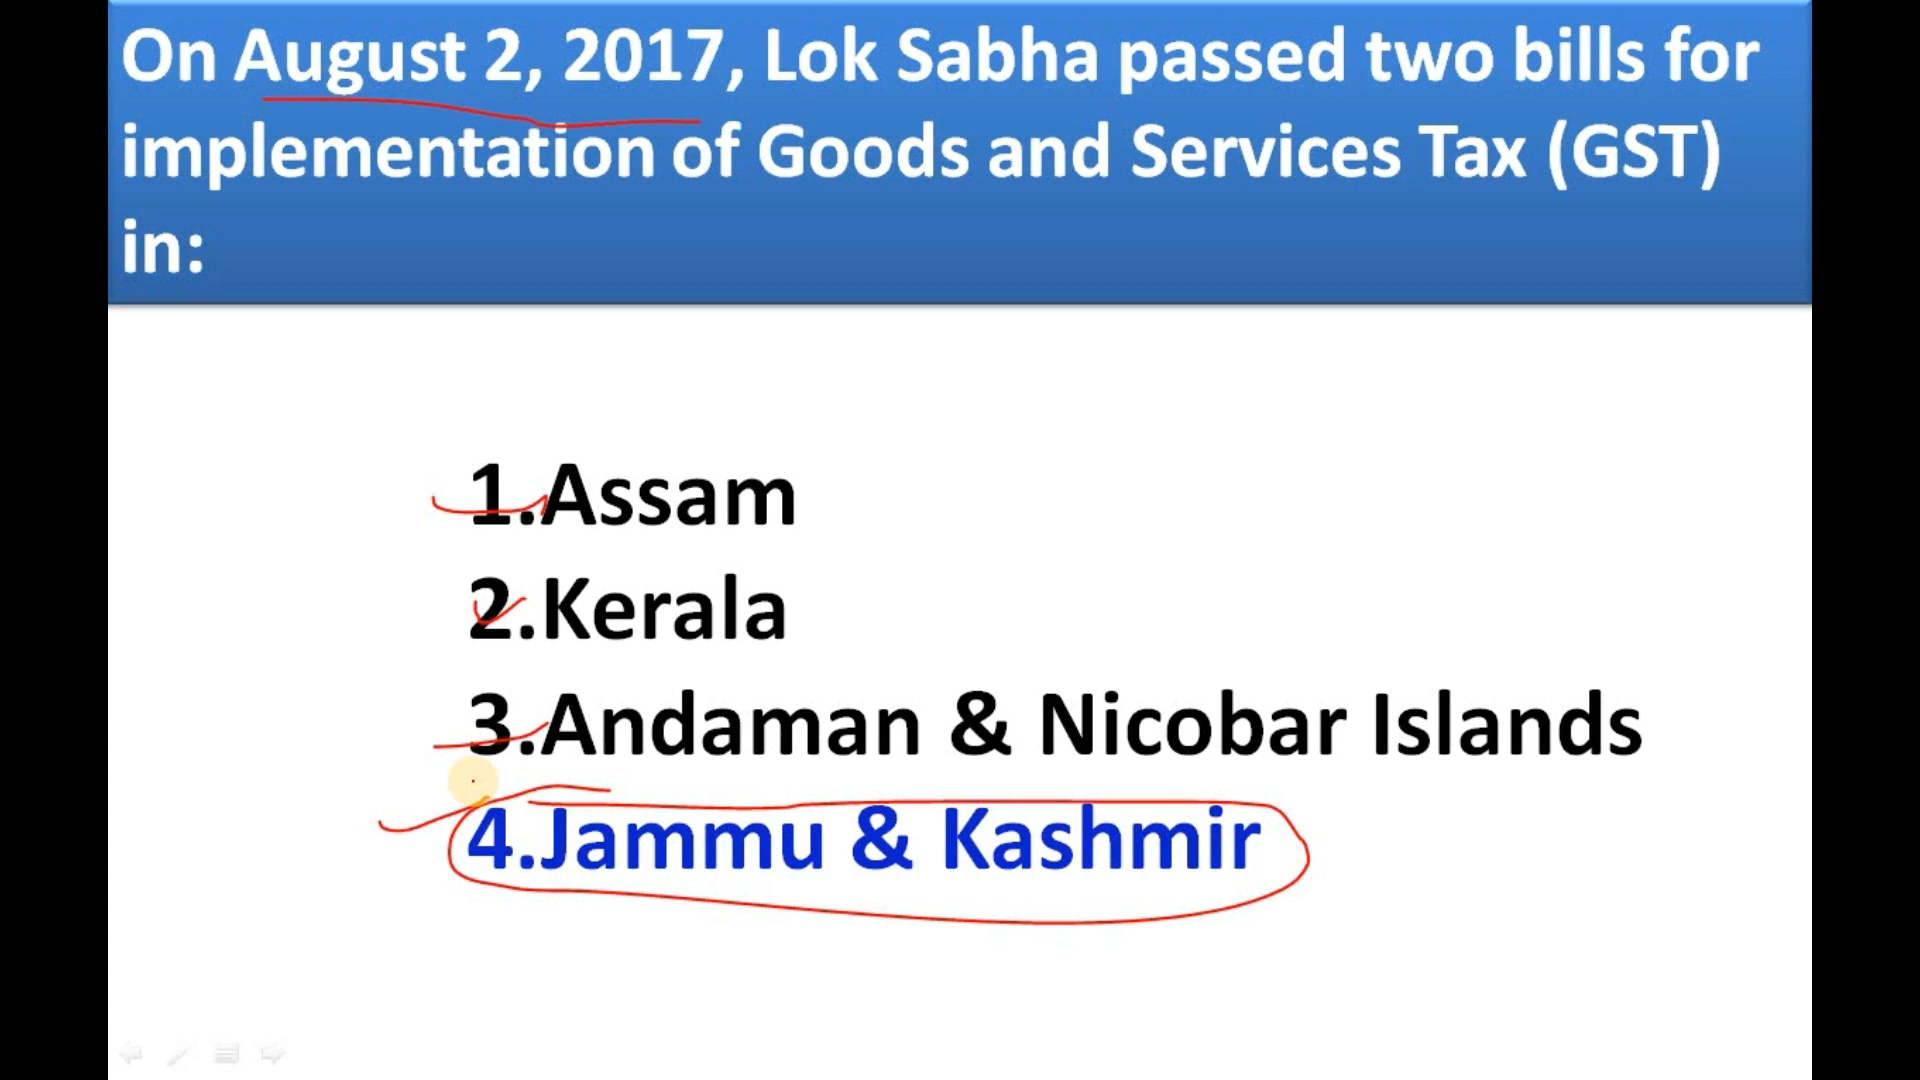 On August 2, 2017, Lok Sabha passed two bills for
implementation of Goods and Services Tax (GST)
in:
1.Assam
2.Kerala
3.Andaman & Nicobar Islands
4.Jammu & Kashmir